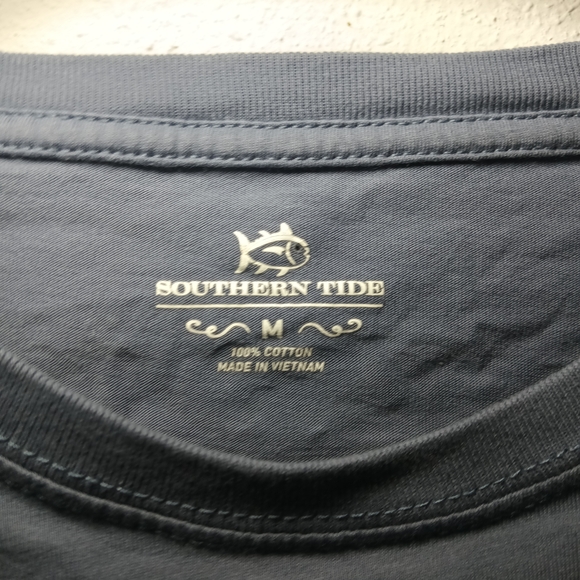 SOUTHERN TIDE
M
100% COTTON
MADE IN VIETNAM